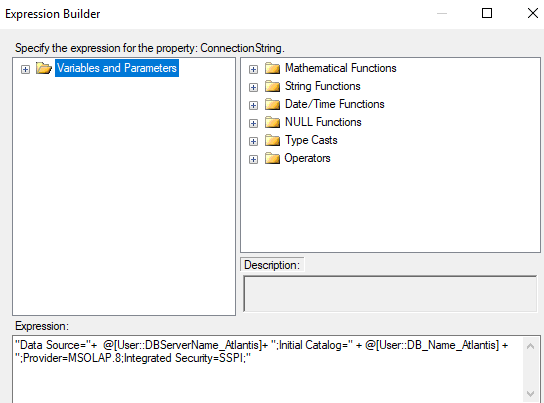 Expression Builder
Specify the expression for the property: ConnectionString.
Variables and Parameters
Mathematical Functions
String Functions
Date/Time Functions
NULL Functions
Type Casts
Operators
Description:
Expression:
"Data Source="+ @[User::DBServerName_Atlantis]+ ";Initial Catalog=" + @[User::DB_Name_Atlantis] +
";Provider=MSOLAP.8;Integrated Security=SSPI;"